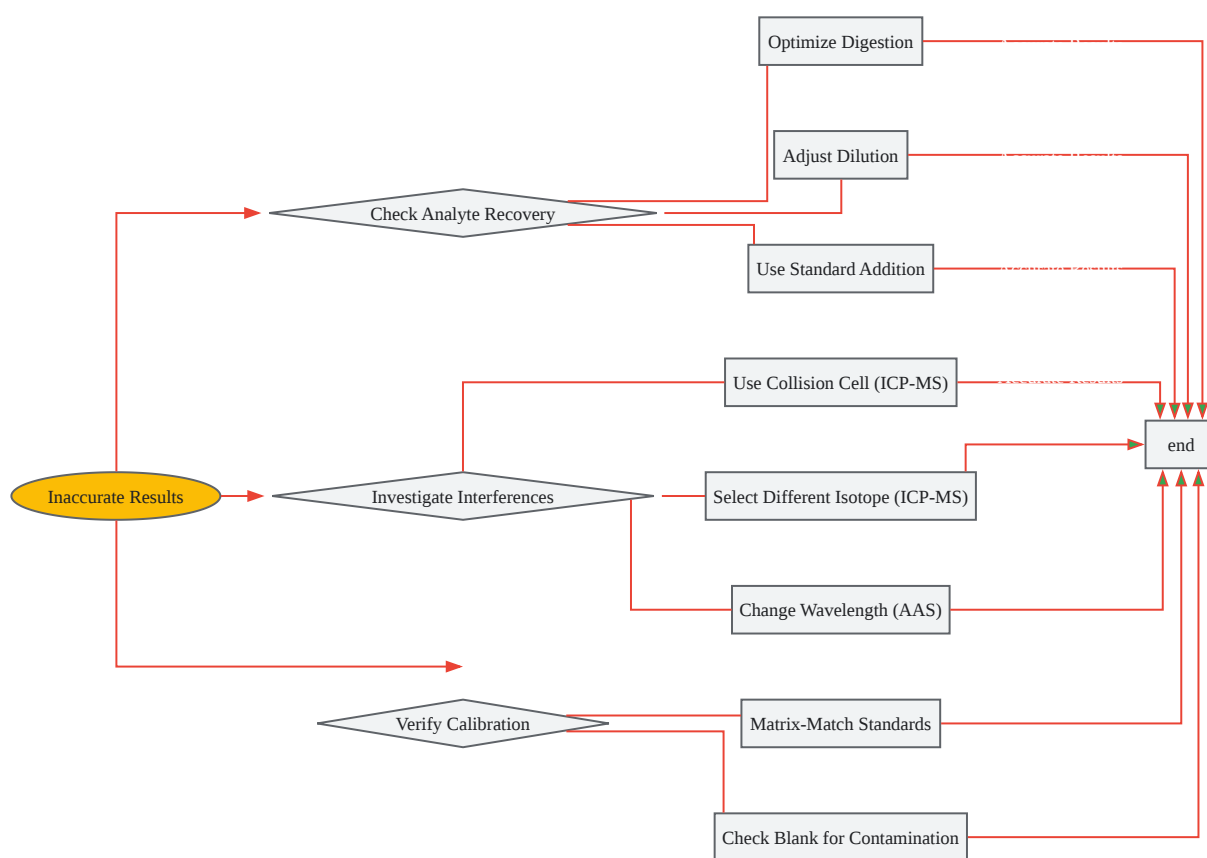 Optimize Digestion
Adjust Dilution
Check Analyte Recovery
Use Standard Addition
Use Collision Cell (ICP-MS)
end
Inaccurate Results
Investigate Interferences
Select Different Isotope (ICP-MS)
Change Wavelength (AAS)
Verify Calibration
Matrix-Match Standards
Check Blank for Contamination